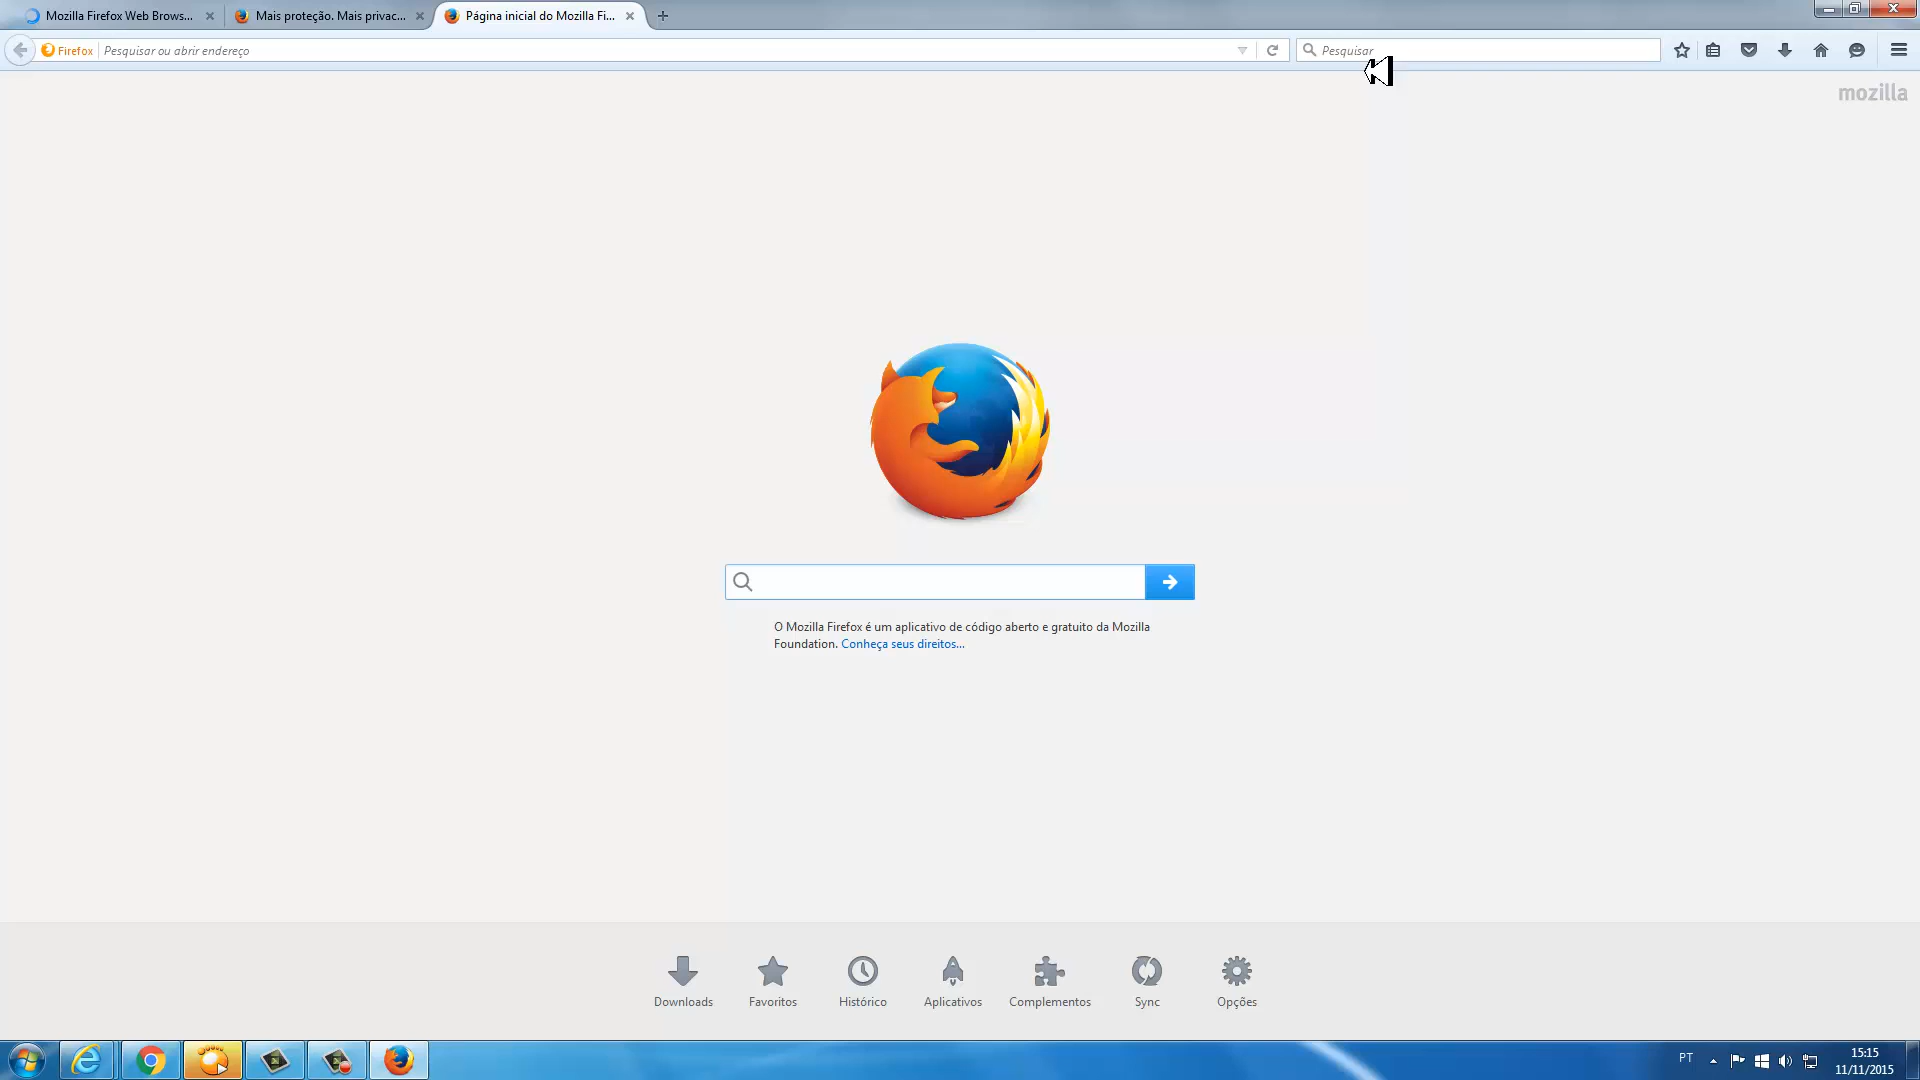 Mozilla Firefox Web Brows...
Mais proteção. Mais privac...
Página inicial do Mozilla Fi...
Firefox
Pesquisar ou abrir endereço
Pesquisar
mozilla
O Mozilla Firefox é um aplicativo de código aberto e gratuito da Mozilla
Foundation. Conheça seus direitos...
Downloads
Favoritos
Histórico
Aplicativos
Complementos
Sync
Opções
PT
15:15
11/11/2015